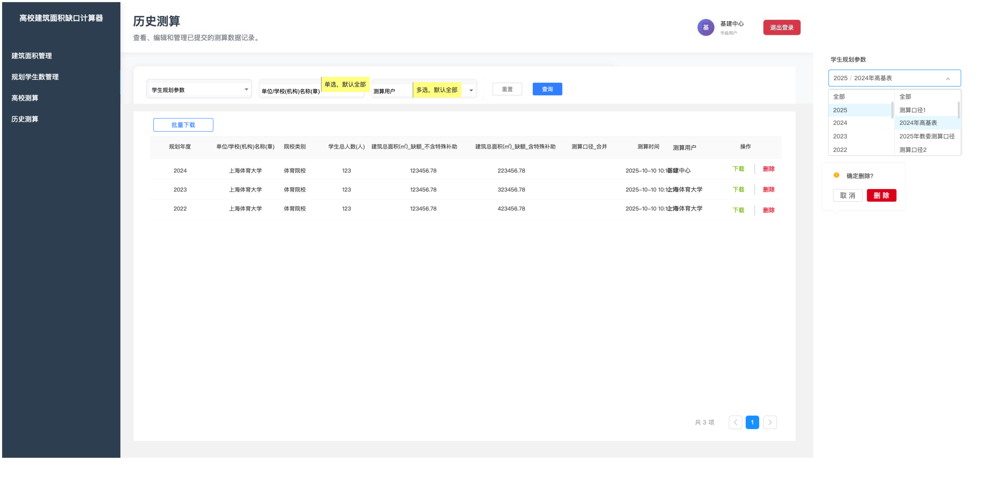 高校建筑面积缺口计算器
建筑面积管理
规划学生数管理
高校测算
历史测算
历史测算
查看、编辑和管理已提交的测算数据记录。
基 基建中心
市级用户
退出登录
学生规划参数 单位/学校(机构)名称(章) 单选，默认全部 测算用户 多选，默认全部 重置 查询
批量下载
规划年度 单位/学校(机构)名称(章) 院校类别 学生总人数(人) 建筑总面积(㎡)_缺额_不含特殊补助 建筑总面积(㎡)_缺额_含特殊补助 测算口径_合并 测算时间 测算用户 操作
2024 上海体育大学 体育院校 123 123456.78 223456.78 2025-10-10 10:1 基建中心 下载 删除
2023 上海体育大学 体育院校 123 123456.78 323456.78 2025-10-10 10:10 上海体育大学 下载 删除
2022 上海体育大学 体育院校 123 123456.78 423456.78 2025-10-10 10:10 上海体育大学 下载 删除
共 3 项 1
学生规划参数
2025 / 2024年高基表
全部 全部
2025 测算口径1
2024 2024年高基表
2023 2025年教委测算口径
2022 测算口径2
确定删除?
取 消 删 除